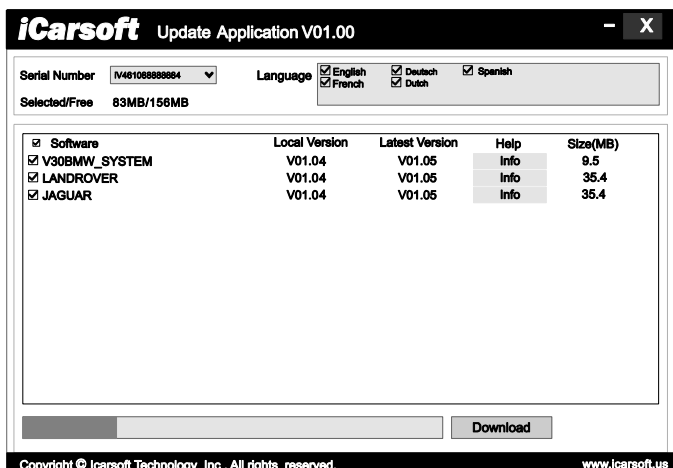 iCarsoft Update Application V01.00 – X
Serial Number IV461088888664 Language English Deutsch Spanish
French Dutch
Selected/Free 83MB/156MB
Software Local Version Latest Version Help Size(MB)
V30BMW_SYSTEM V01.04 V01.05 Info 9.5
LANDROVER V01.04 V01.05 Info 35.4
JAGUAR V01.04 V01.05 Info 35.4
Download
Copyright © Icarsoft Technology Inc., All rights reserved. www.icarsoft.us